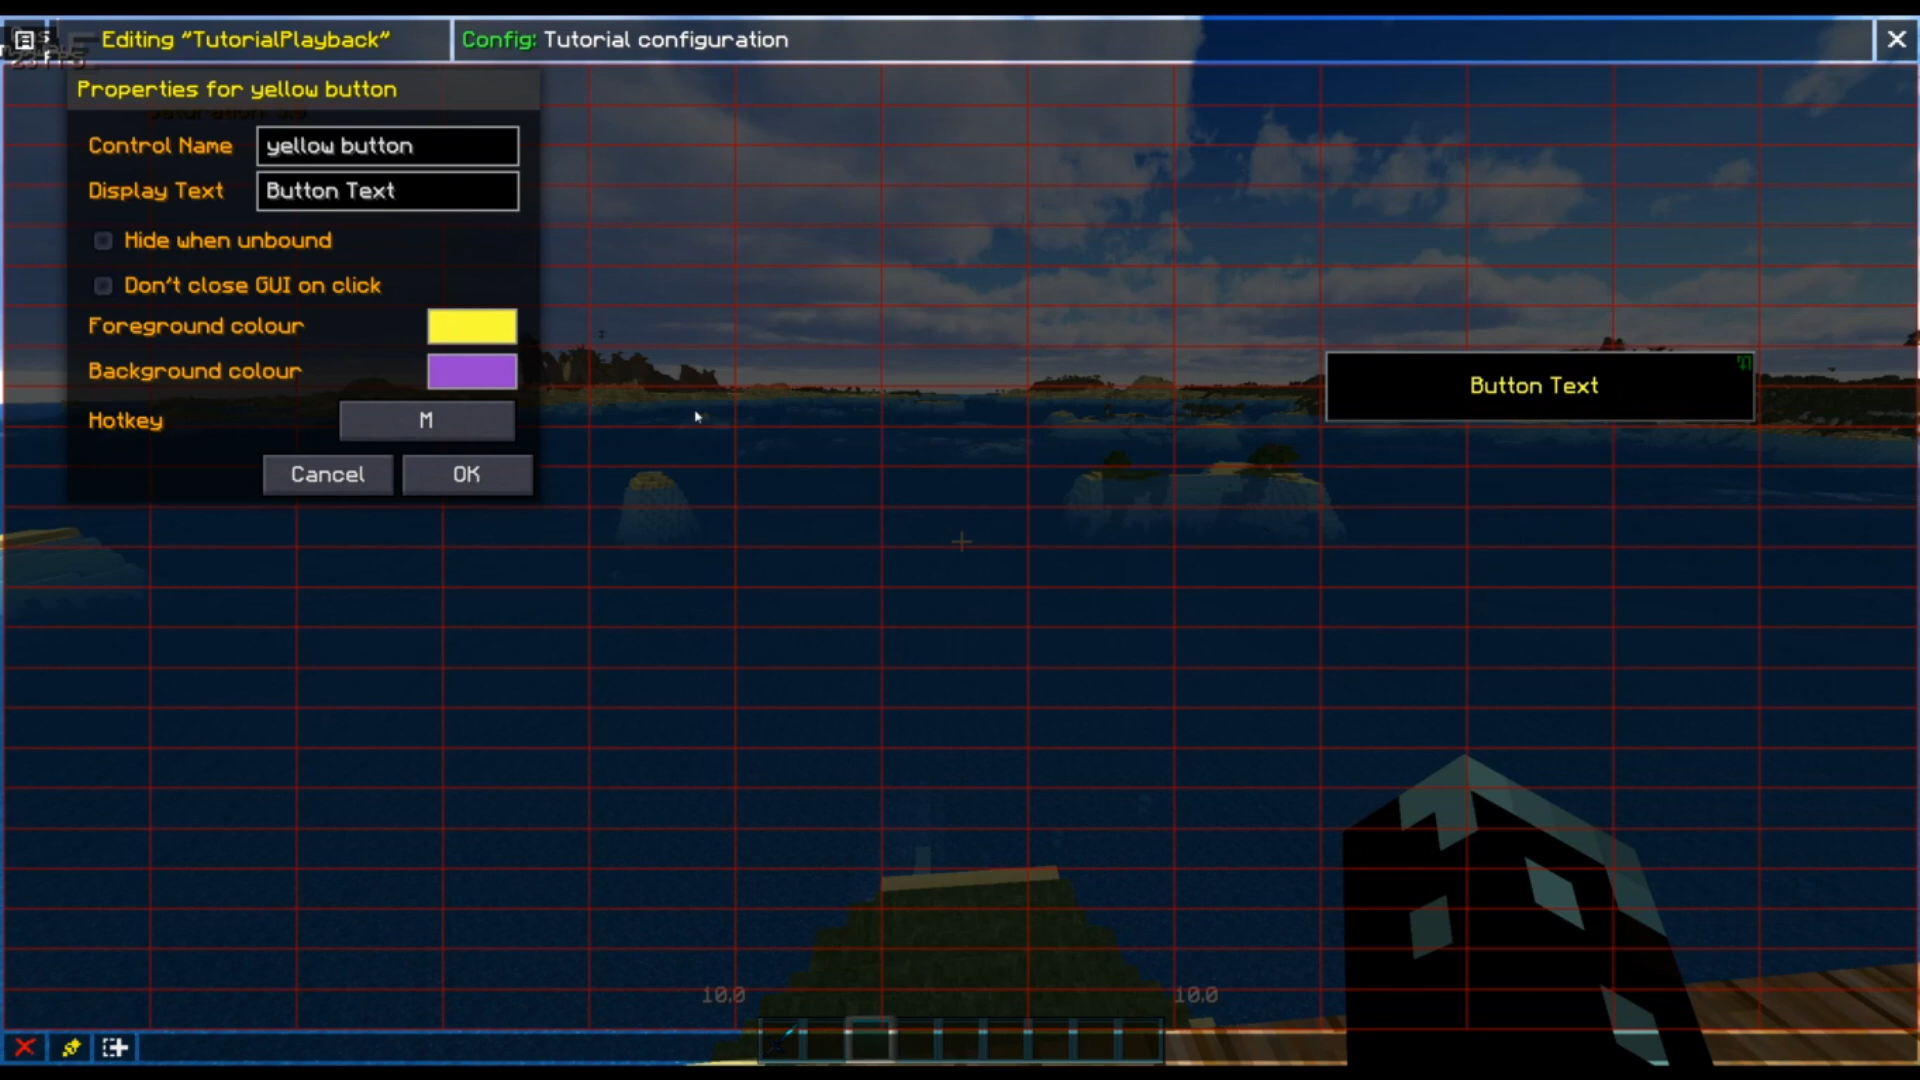 Editing "TutorialPlayback"
Config: Tutorial configuration
Properties for yellow button
Control Name
yellow button
Display Text
Button Text
Hide when unbound
Don't close GUI on click
Foreground colour
Background colour
Button Text
Hotkey
M
Cancel
OK
10.0
10.0